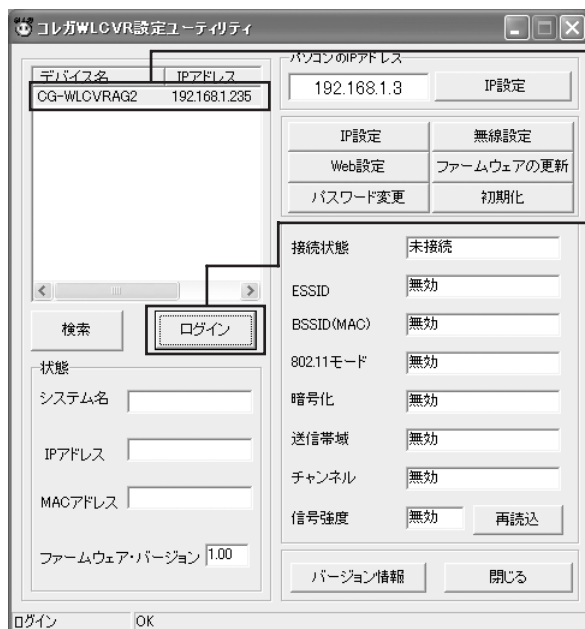 コレガWLCVR設定ユーティリティ
デバイス名 IPアドレス
CG-WLCVRAG2 192.168.1.235
検索
ログイン
状態
システム名
IPアドレス
MACアドレス
ファームウェア・バージョン 1.00
パソコンのIPアドレス
192.168.1.3 IP設定
IP設定 無線設定
Web設定 ファームウェアの更新
パスワード変更 初期化
接続状態 未接続
ESSID 無効
BSSID(MAC) 無効
802.11モード 無効
暗号化 無効
送信帯域 無効
チャンネル 無効
信号強度 無効 再読込
バージョン情報 閉じる
ログイン OK